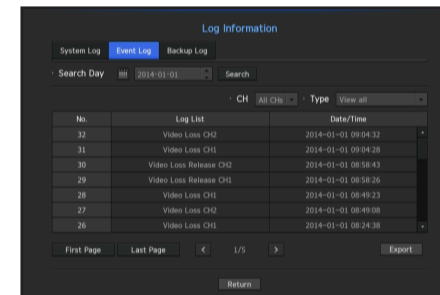 Log Information
System Log Event Log Backup Log
Search Day 2014-01-01 Search
CH All CHs Type View all
No. Log List Date/Time
32 Video Loss CH2 2014-01-01 09:04:32
31 Video Loss CH1 2014-01-01 09:04:28
30 Video Loss Release CH2 2014-01-01 08:58:43
29 Video Loss Release CH1 2014-01-01 08:58:26
28 Video Loss CH1 2014-01-01 08:49:23
27 Video Loss CH2 2014-01-01 08:49:08
26 Video Loss CH1 2014-01-01 08:24:38
First Page Last Page < 1/5 > Export
Return